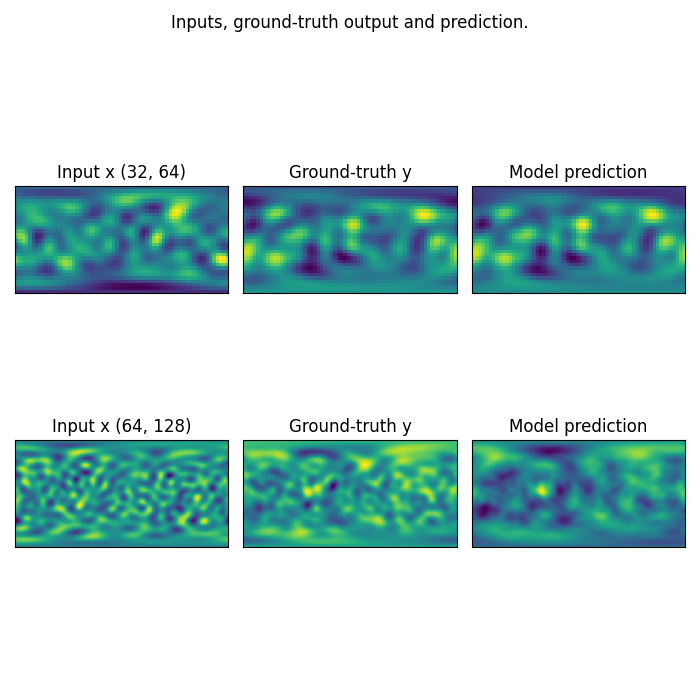 Inputs, ground-truth output and prediction.
Input x (32, 64)
Ground-truth y
Model prediction
Input x (64, 128)
Ground-truth y
Model prediction